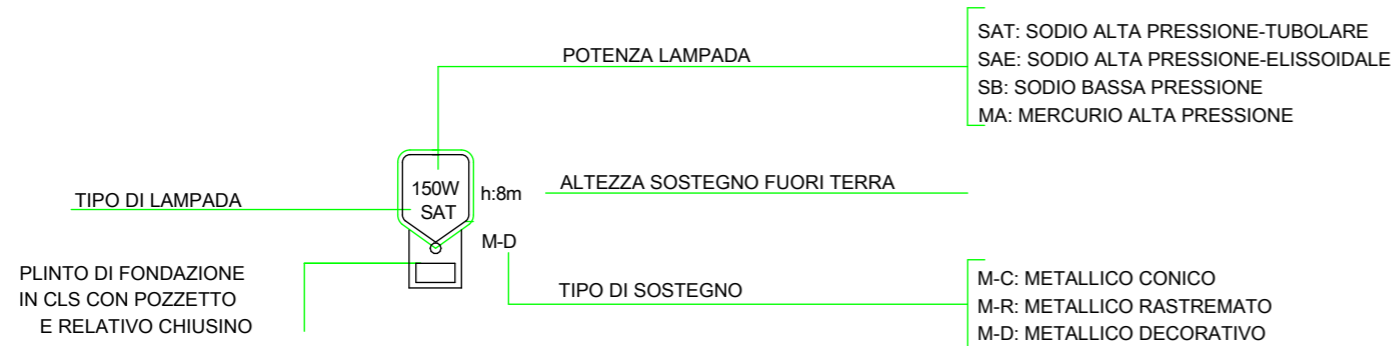 POTENZA LAMPADA
SAT: SODIO ALTA PRESSIONE-TUBOLARE
SAE: SODIO ALTA PRESSIONE-ELISSOIDALE
SB: SODIO BASSA PRESSIONE
MA: MERCURIO ALTA PRESSIONE
TIPO DI LAMPADA
150W
SAT
h:8m
ALTEZZA SOSTEGNO FUORI TERRA
M-D
PLINTO DI FONDAZIONE
IN CLS CON POZZETTO
E RELATIVO CHIUSINO
TIPO DI SOSTEGNO
M-C: METALLICO CONICO
M-R: METALLICO RASTREMATO
M-D: METALLICO DECORATIVO